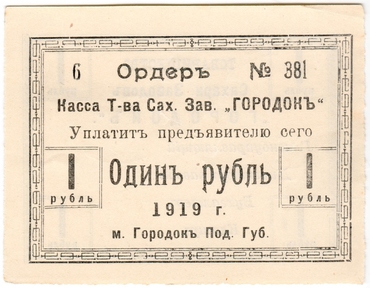 6 Ордеръ № 381
Касса Т-ва Сах. Зав. „ГОРОДОКЪ“
Уплатитъ предъявителю сего
1 рубль Одинъ рубль 1 рубль
1919 г.
м. Городокъ Под. Губ.